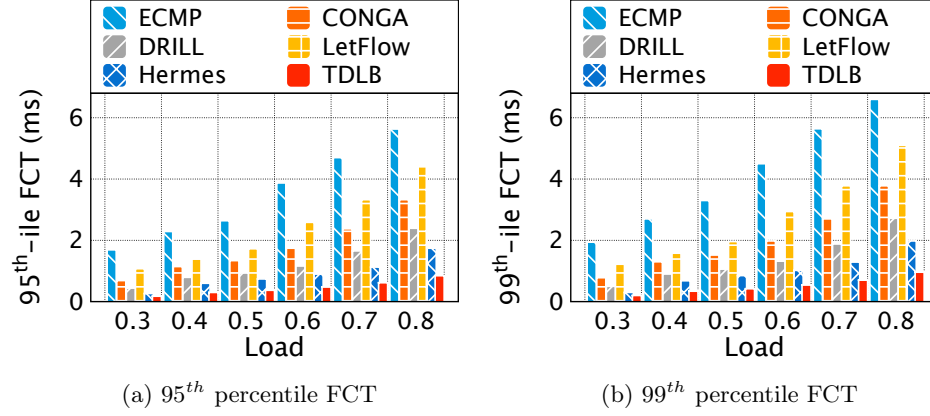 ECMP CONGA
DRILL LetFlow
Hermes TDLB
95th-ile FCT (ms)
6
4
2
0
0.3 0.4 0.5 0.6 0.7 0.8
Load
(a) 95th percentile FCT
ECMP CONGA
DRILL LetFlow
Hermes TDLB
99th-ile FCT (ms)
6
4
2
0
0.3 0.4 0.5 0.6 0.7 0.8
Load
(b) 99th percentile FCT